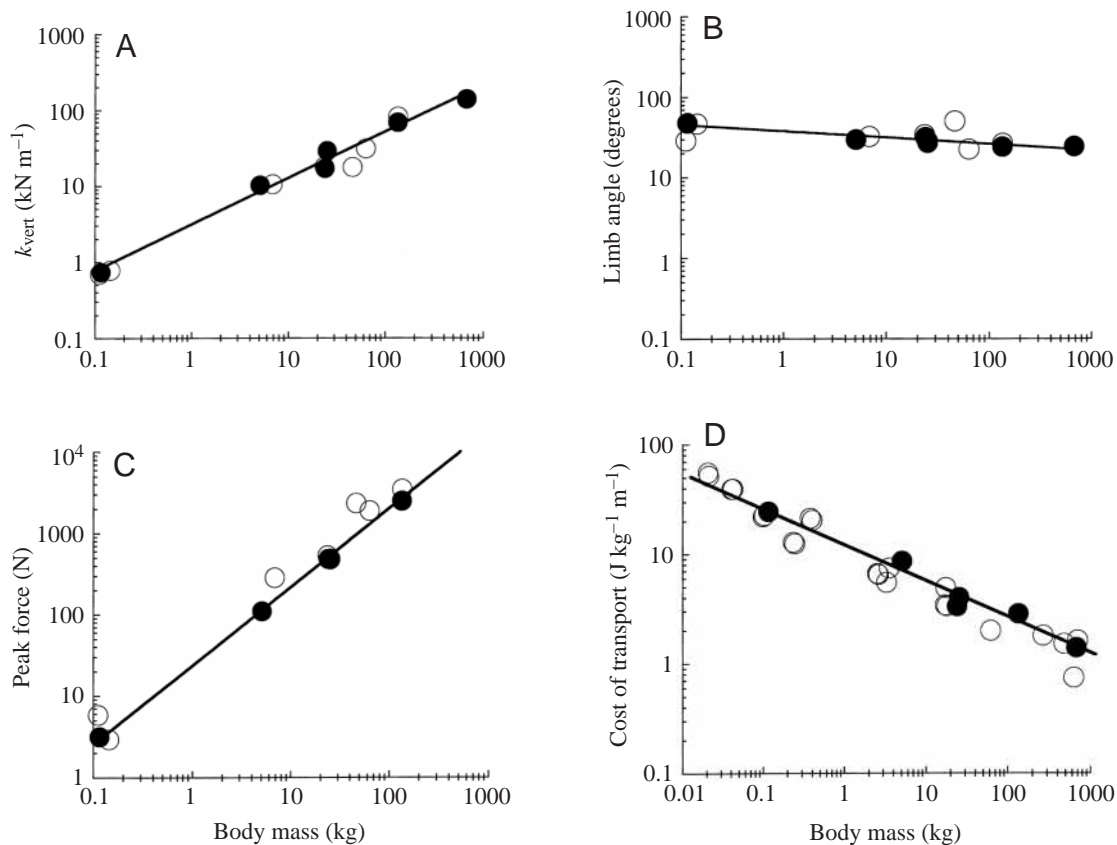 A
1000
100
10
1
0.1
k_vert (kN m⁻¹)
0.1 1 10 100 1000
B
1000
100
10
1
0.1
Limb angle (degrees)
0.1 1 10 100 1000
C
10⁴
1000
100
10
1
Peak force (N)
0.1 1 10 100 1000
Body mass (kg)
D
100
10
1
0.1
Cost of transport (J kg⁻¹ m⁻¹)
0.01 0.1 1 10 100 1000
Body mass (kg)